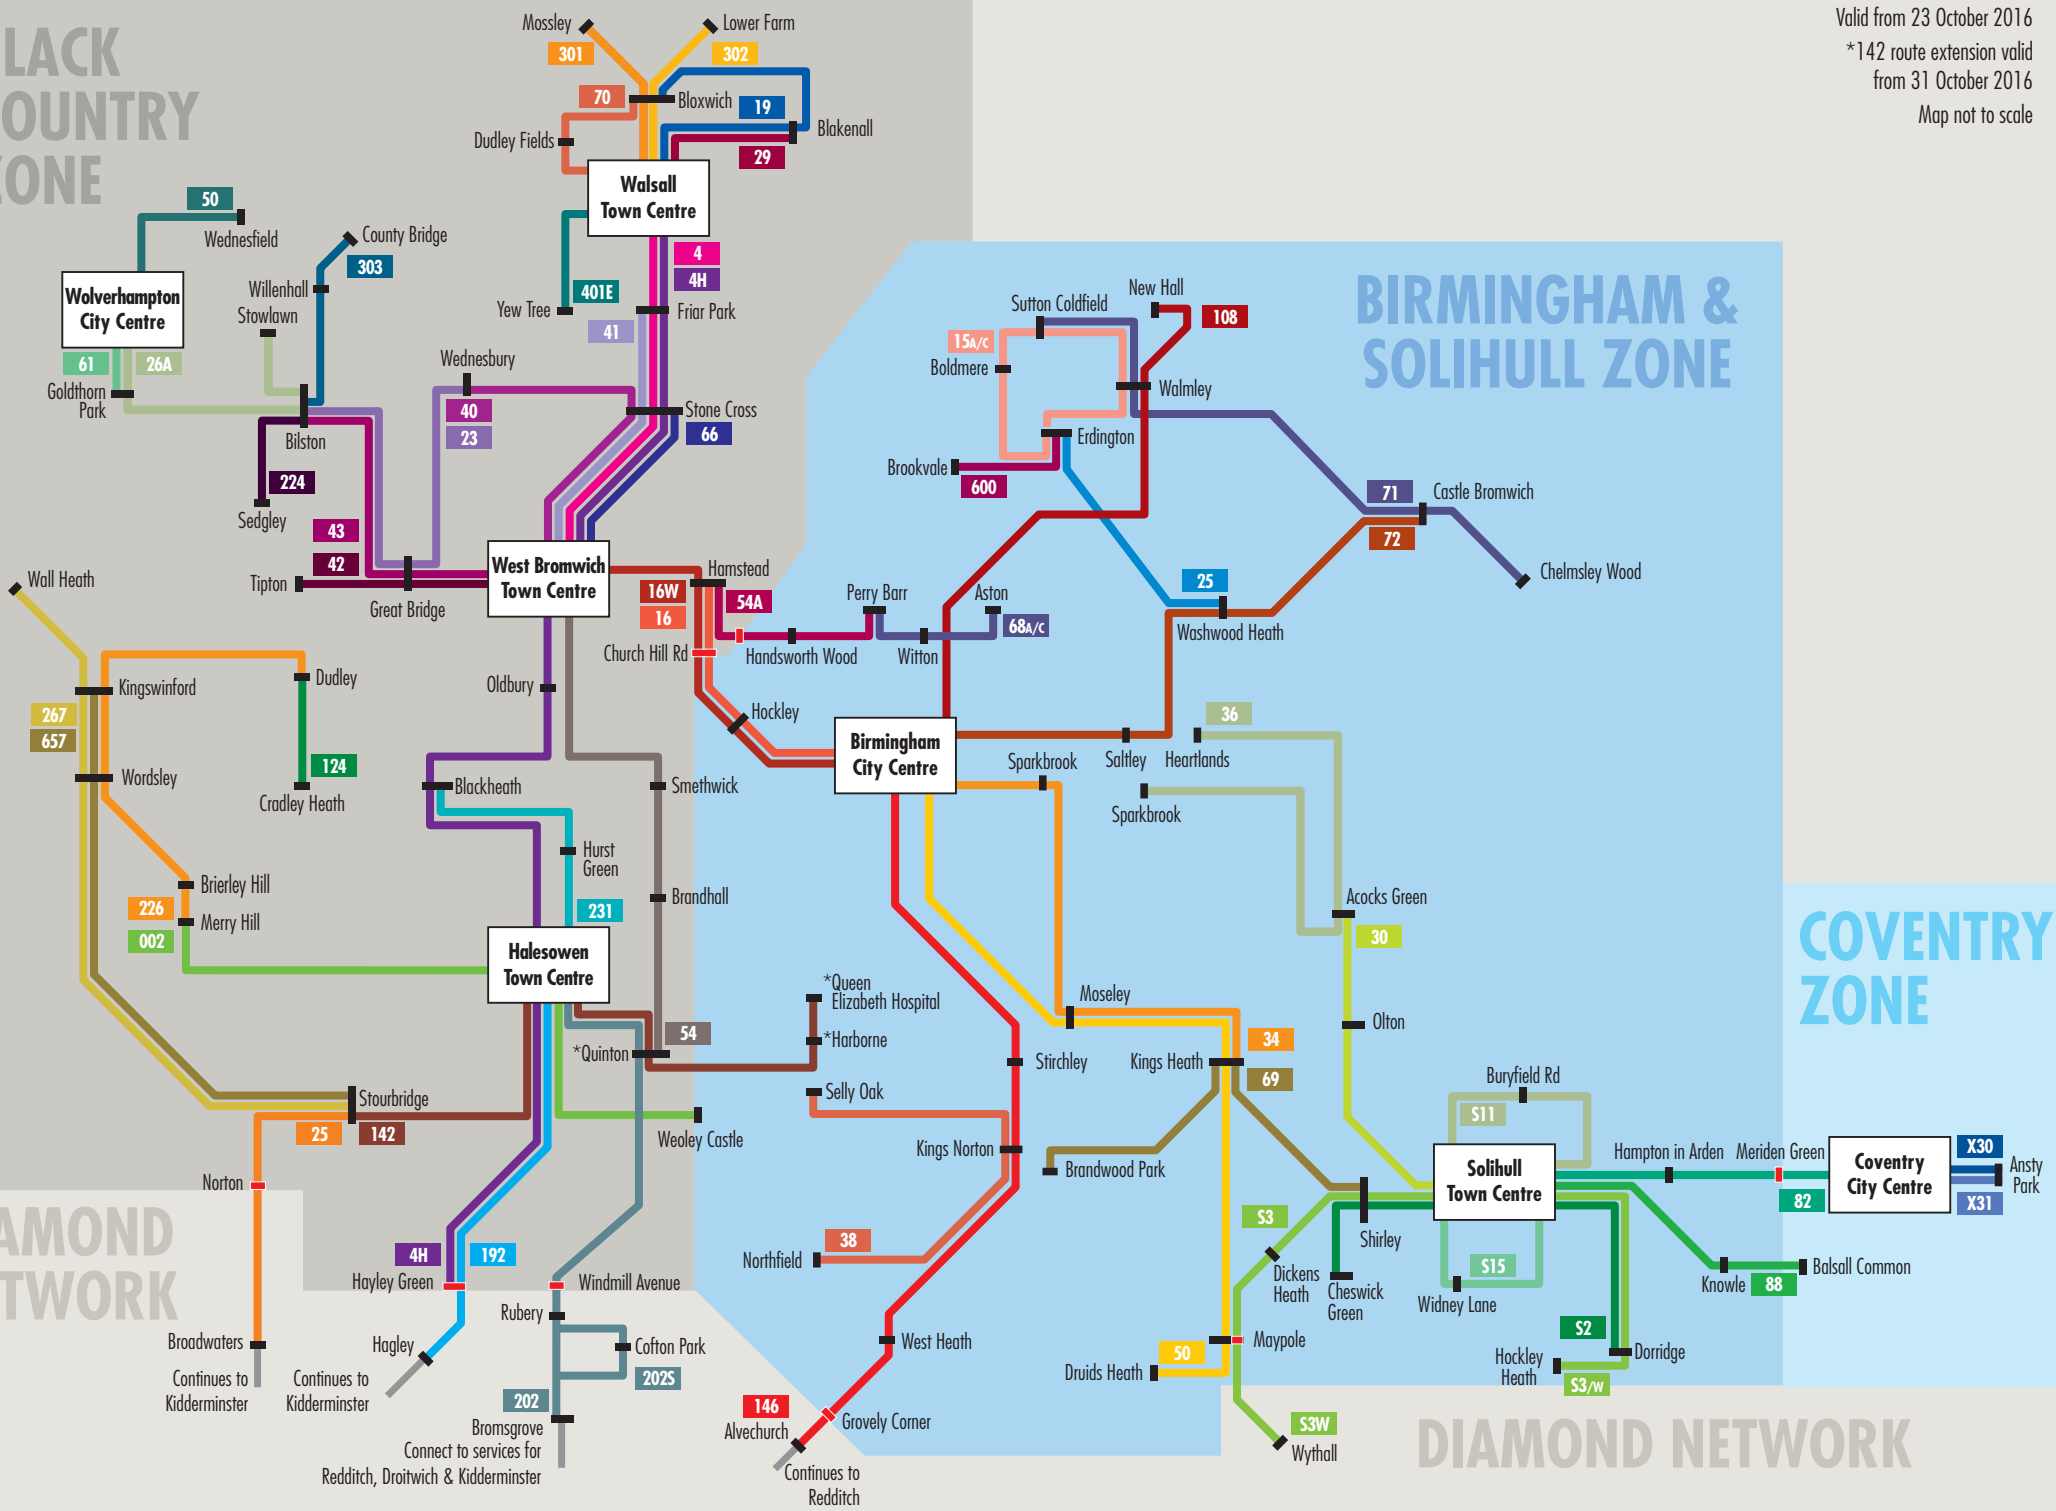 LACK
OUNTRY
ONE
Valid from 23 October 2016
*142 route extension valid
from 31 October 2016
Map not to scale
Mossley
301
Lower Farm
302
70
Bloxwich
19
Blakenall
Dudley Fields
29
Walsall
Town Centre
50
Wednesfield
County Bridge
303
4
4H
Wolverhampton
City Centre
Willenhall
Stowlawn
401E
Yew Tree
41
Friar Park
61
26A
Goldthorn
Park
Wednesbury
40
23
Stone Cross
66
Bilston
224
Sedgley
43
42
Tipton
Great Bridge
West Bromwich
Town Centre
BIRMINGHAM &
SOLIHULL ZONE
New Hall
108
Sutton Coldfield
15A/C
Boldmere
Walmley
Erdington
Brookvale
600
71
Castle Bromwich
72
Chelmsley Wood
25
Washwood Heath
Hamstead
16W
16
54A
Perry Barr
Aston
68A/C
Church Hill Rd
Handsworth Wood
Witton
Wall Heath
Oldbury
Kingswinford
Dudley
267
657
Hockley
Birmingham
City Centre
36
Saltley
Heartlands
Sparkbrook
Sparkbrook
Wordsley
124
Cradley Heath
Blackheath
Smethwick
Hurst
Green
Brierley Hill
226
Merry Hill
002
231
Brandhall
Halesowen
Town Centre
Acocks Green
30
COVENTRY
ZONE
*Queen
Elizabeth Hospital
*Harborne
Moseley
Olton
54
*Quinton
Stirchley
Kings Heath
34
69
Selly Oak
Buryfield Rd
S11
Stourbridge
25
142
Weoley Castle
Kings Norton
Brandwood Park
Solihull
Town Centre
Hampton in Arden
Meriden Green
82
Coventry
City Centre
X30
Ansty
Park
X31
Norton
AMOND
TWORK
4H
192
Hayley Green
Windmill Avenue
Northfield
38
S3
Shirley
Dickens
Heath
Cheswick
Green
S15
Widney Lane
Knowle
88
Balsall Common
Rubery
Cofton Park
202S
Broadwaters
Continues to
Kidderminster
Hagley
Continues to
Kidderminster
West Heath
50
Druids Heath
Maypole
S2
Dorridge
Hockley
Heath
S3/W
202
Bromsgrove
Connect to services for
Redditch, Droitwich & Kidderminster
146
Alvechurch
Grovely Corner
Continues to
Redditch
S3W
Wythall
DIAMOND NETWORK